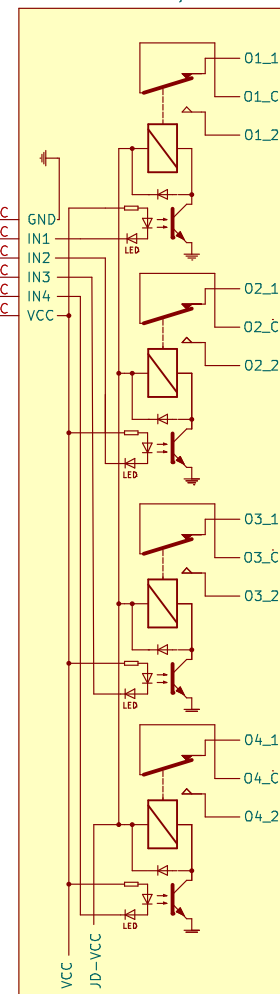 O1_1
O1_C
O1_2
C GND
C IN1
LED
C IN2
C IN3
C IN4
C VCC
O2_1
O2_C
O2_2
LED
O3_1
O3_C
O3_2
LED
O4_1
O4_C
O4_2
LED
VCC
JD-VCC